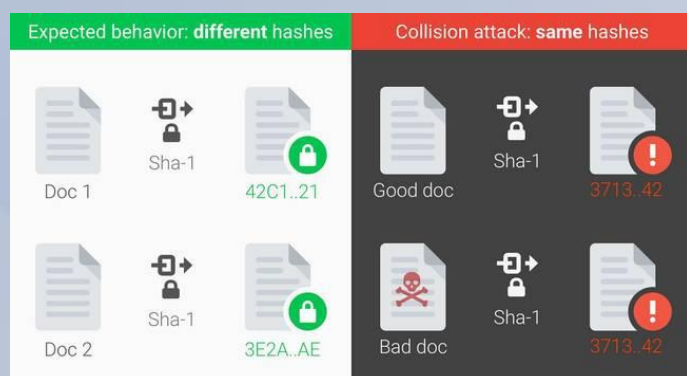 Expected behavior: different hashes
Sha-1
Doc 1
42C1..21
Sha-1
Doc 2
3E2A..AE
Collision attack: same hashes
Sha-1
Good doc
3713..42
Sha-1
Bad doc
3713..42